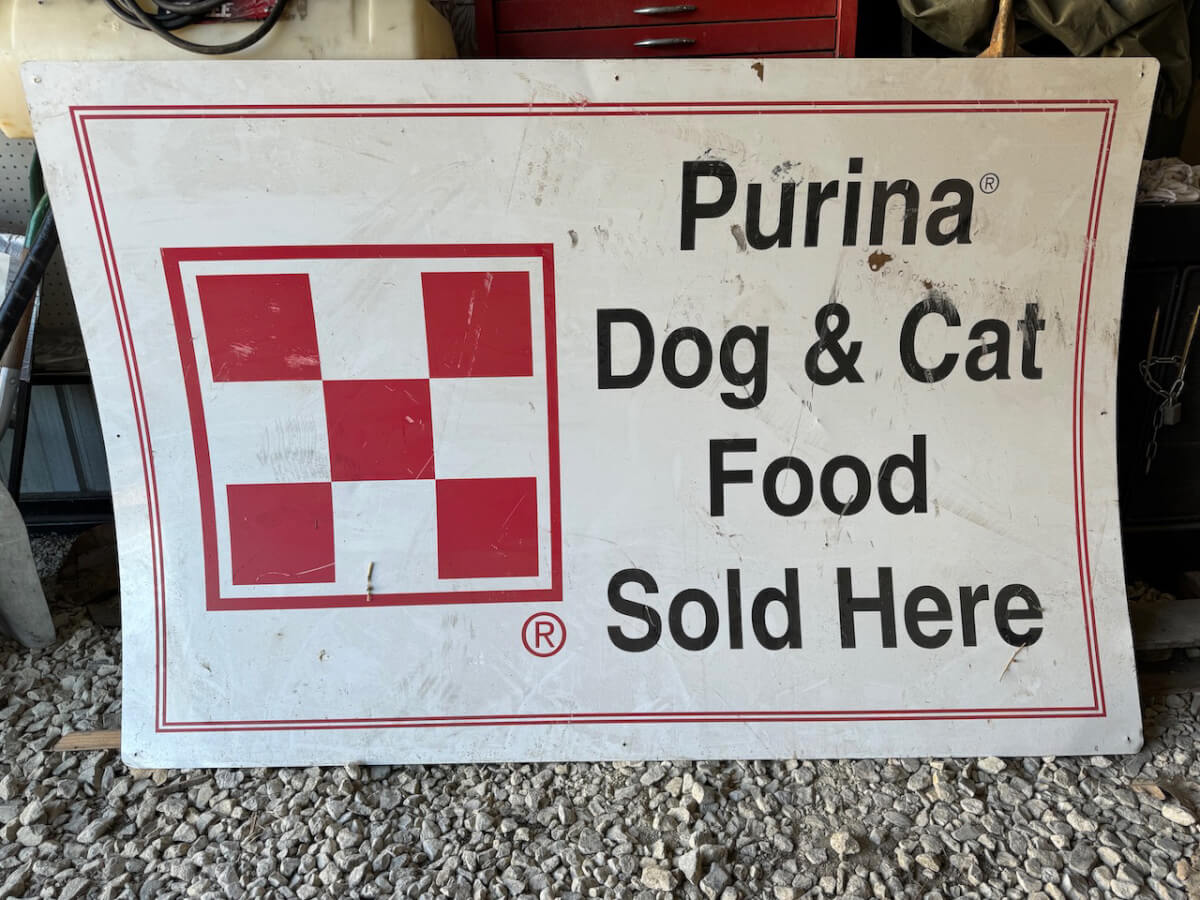 Purina®
Dog & Cat
Food
Sold Here
®